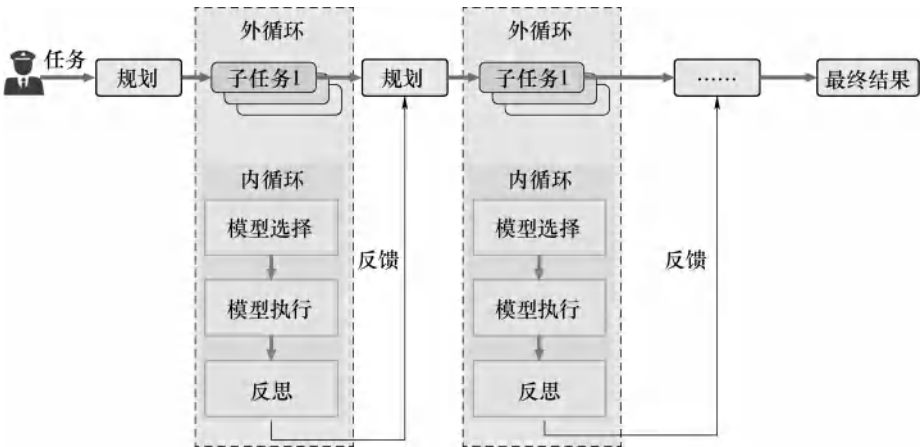 任务
规划
外循环
子任务1
内循环
模型选择
模型执行
反思
反馈
规划
外循环
子任务1
内循环
模型选择
模型执行
反思
反馈
……
最终结果